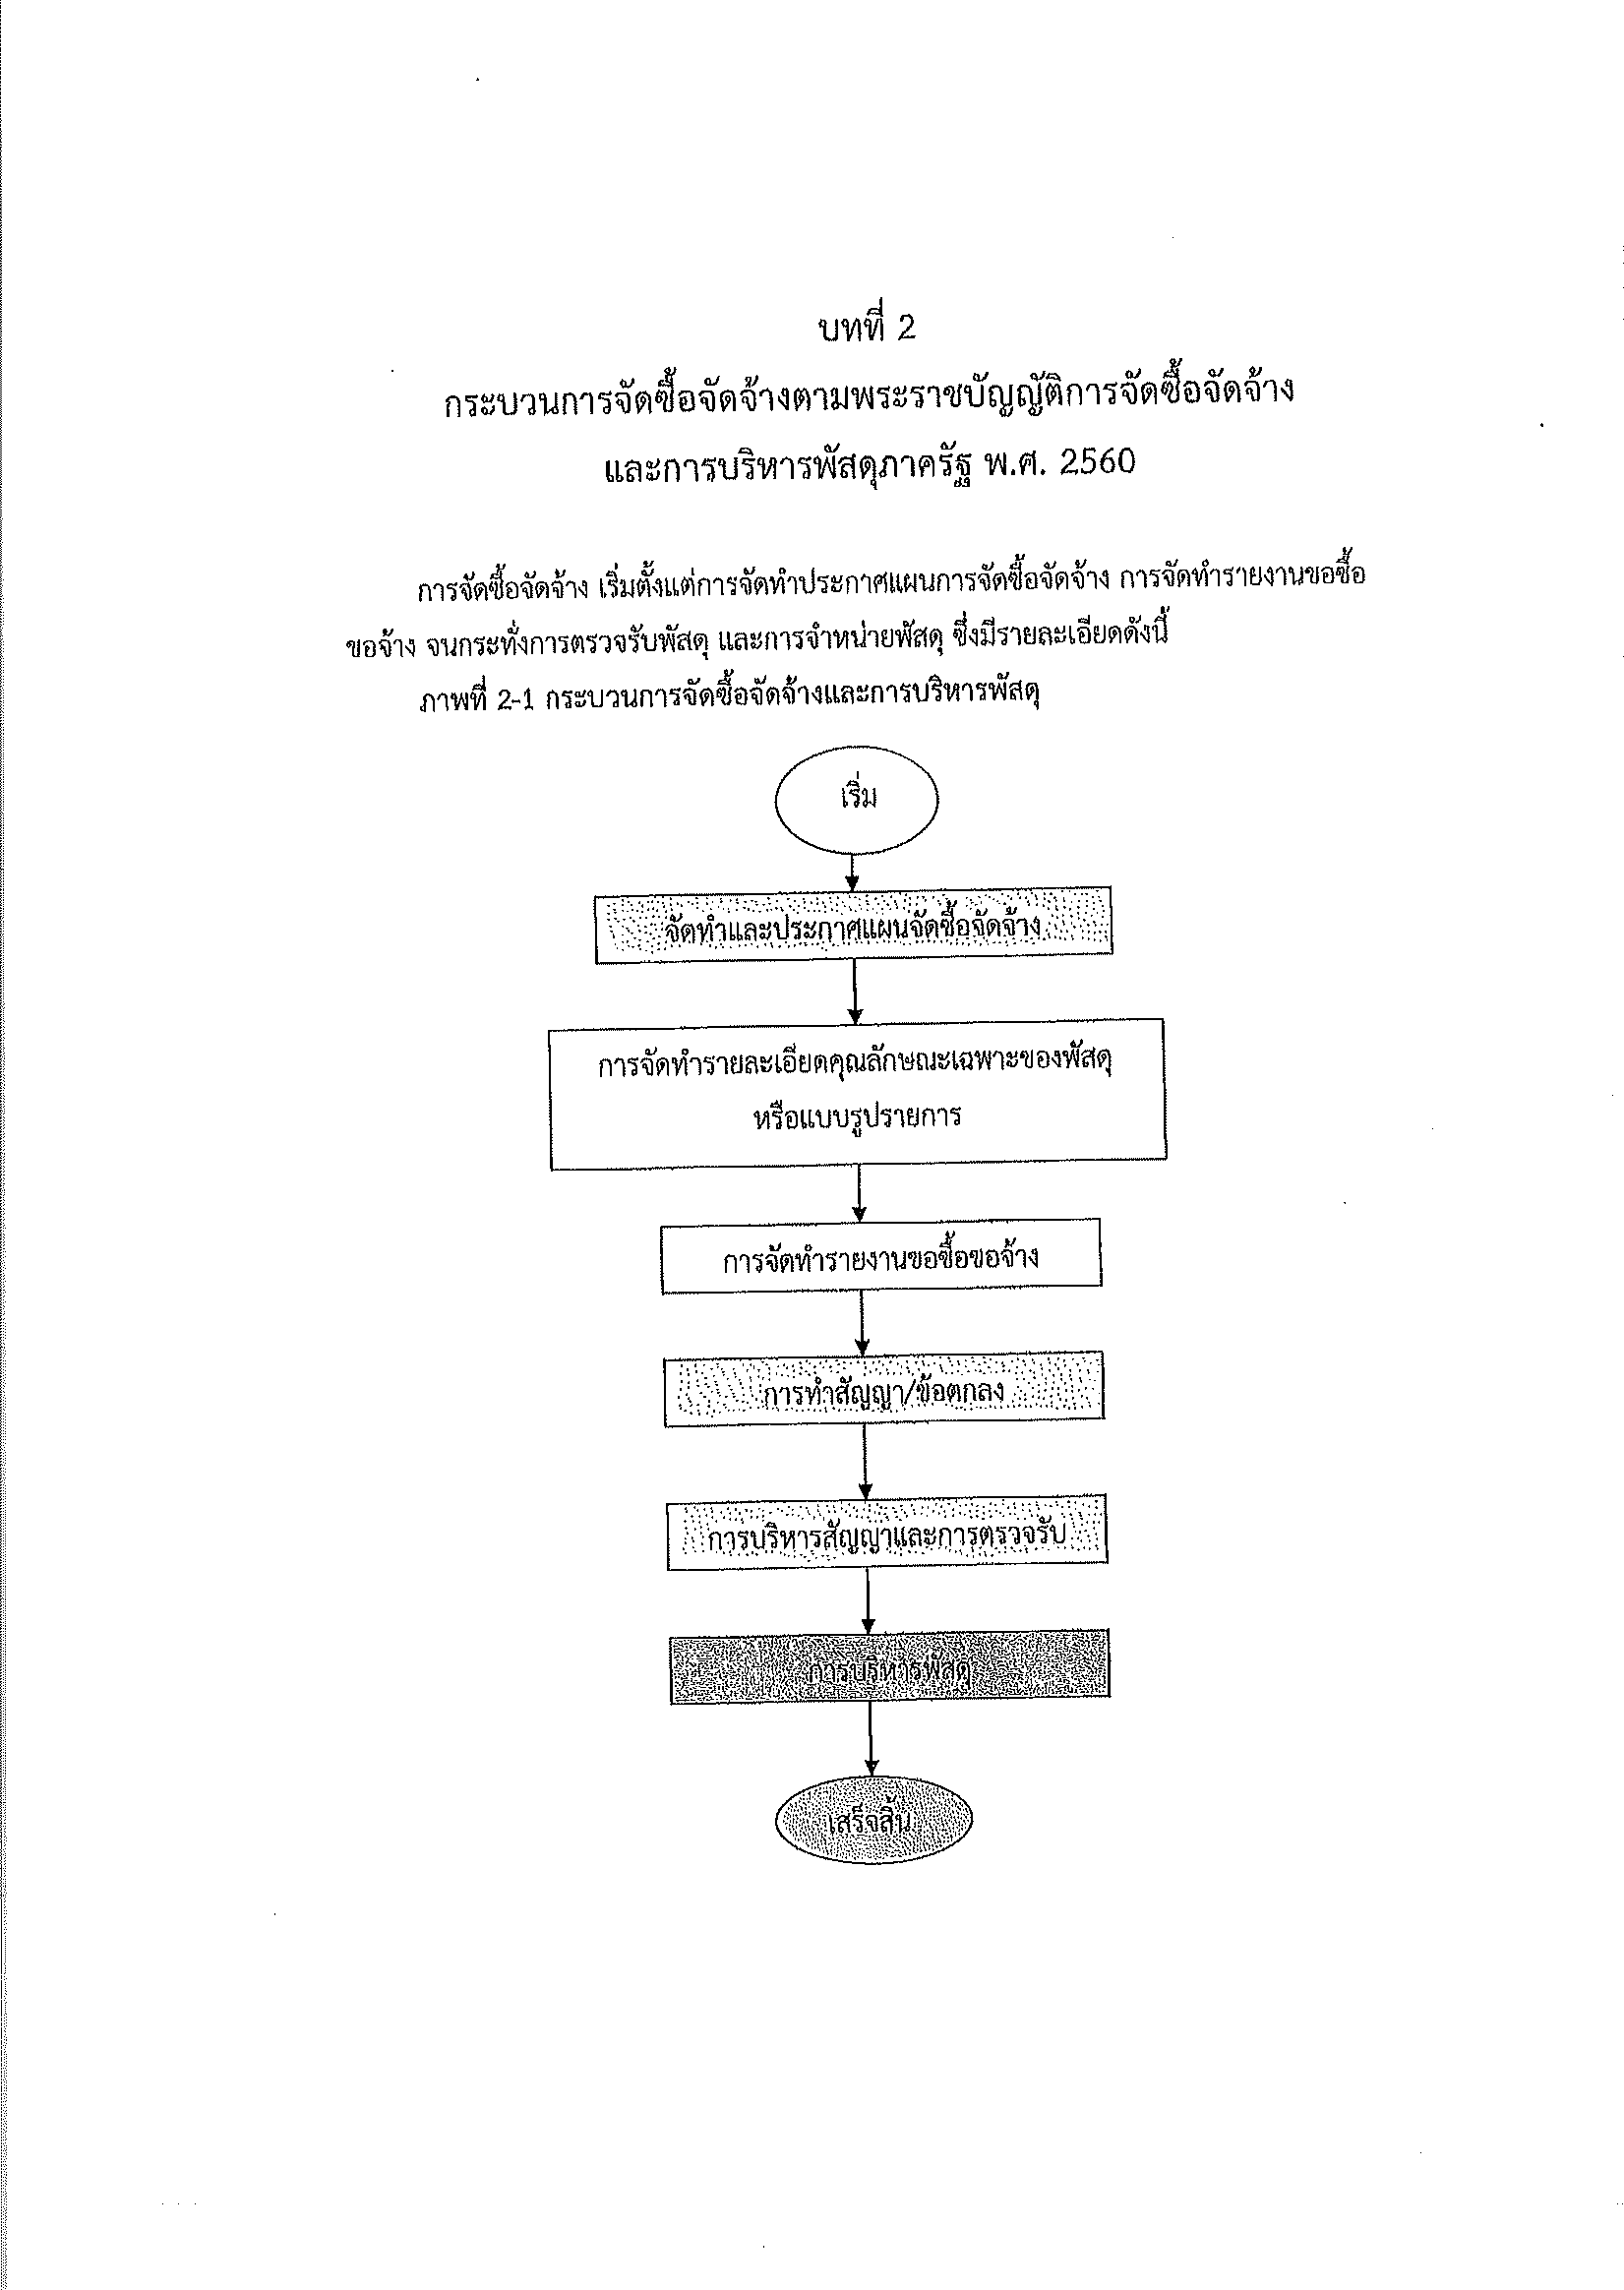 บทที่ 2
กระบวนการจัดซื้อจัดจ้างตามพระราชบัญญัติการจัดซื้อจัดจ้าง
และการบริหารพัสดุภาครัฐ พ.ศ. 2560
การจัดซื้อจัดจ้าง เริ่มตั้งแต่การจัดทำประกาศแผนการจัดซื้อจัดจ้าง การจัดทำรายงานขอซื้อ
ขอจ้าง จนกระทั่งการตรวจรับพัสดุ และการจำหน่ายพัสดุ ซึ่งมีรายละเอียดดังนี้
ภาพที่ 2-1 กระบวนการจัดซื้อจัดจ้างและการบริหารพัสดุ
เริ่ม
จัดทำและประกาศแผนจัดซื้อจัดจ้าง
การจัดทำรายละเอียดคุณลักษณะเฉพาะของพัสดุ
หรือแบบรูปรายการ
การจัดทำรายงานขอซื้อขอจ้าง
การทำสัญญา/ข้อตกลง
การบริหารสัญญาและการตรวจรับ
การบริหารพัสดุ
เสร็จสิ้น